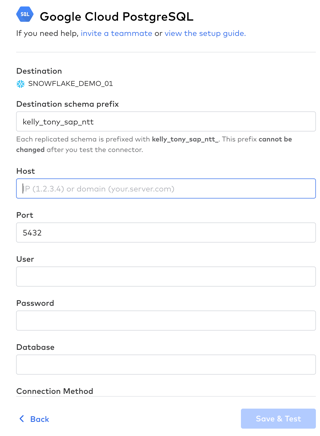 SQL Google Cloud PostgreSQL
If you need help, invite a teammate or view the setup guide.
Destination
SNOWFLAKE_DEMO_01
Destination schema prefix
kelly_tony_sap_ntt
Each replicated schema is prefixed with kelly_tony_sap_ntt_. This prefix cannot be
changed after you test the connector.
Host
IP (1.2.3.4) or domain (your.server.com)
Port
5432
User
Password
Database
Connection Method
Back
Save & Test